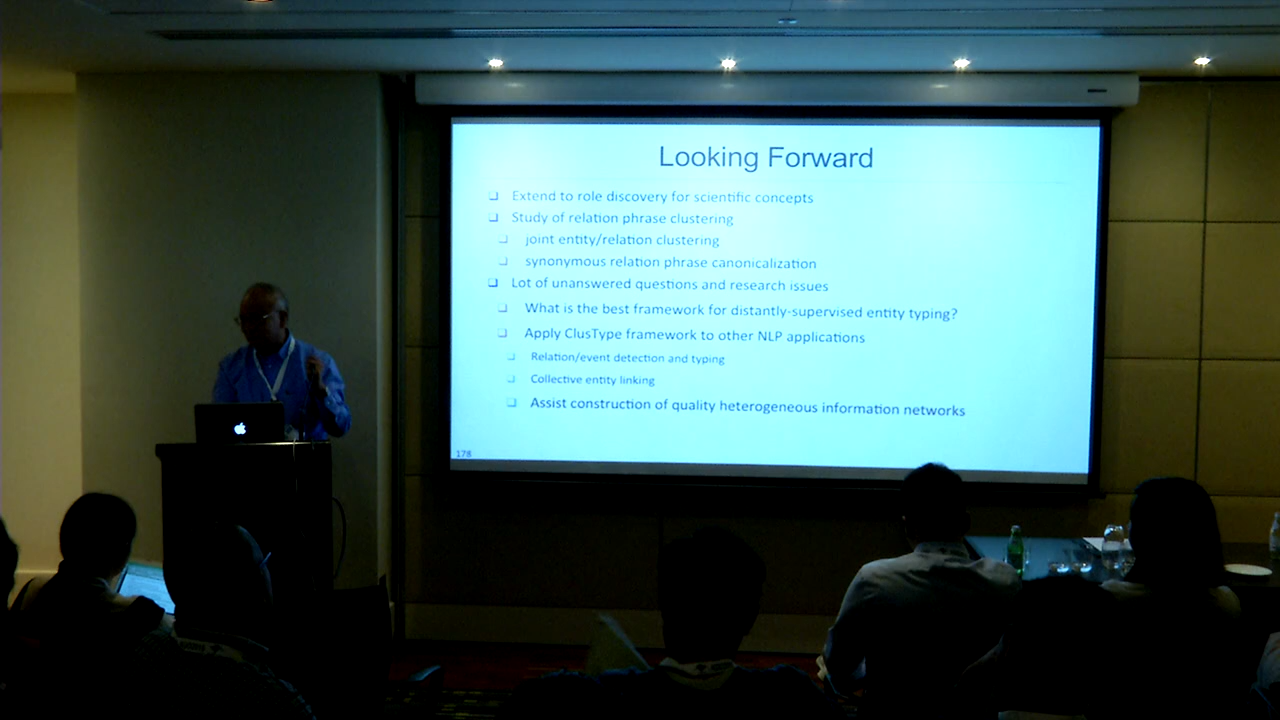 Looking Forward
❑ Extend to role discovery for scientific concepts
❑ Study of relation phrase clustering
❑ joint entity/relation clustering
❑ synonymous relation phrase canonicalization
❑ Lot of unanswered questions and research issues
❑ What is the best framework for distantly-supervised entity typing?
❑ Apply ClusType framework to other NLP applications
❑ Relation/event detection and typing
❑ Collective entity linking
❑ Assist construction of quality heterogeneous information networks
178